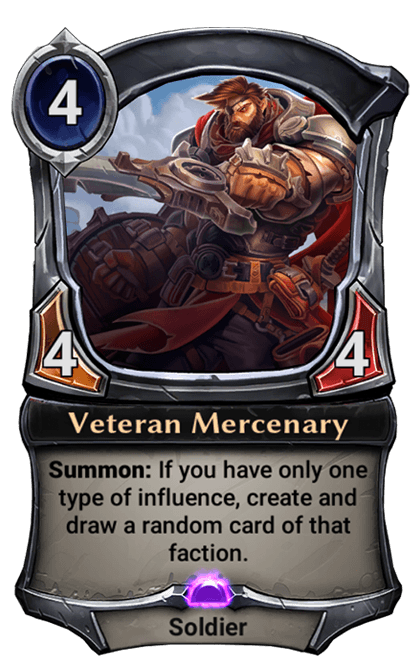 4
4
4
Veteran Mercenary
Summon: If you have only one
type of influence, create and
draw a random card of that
faction.
Soldier